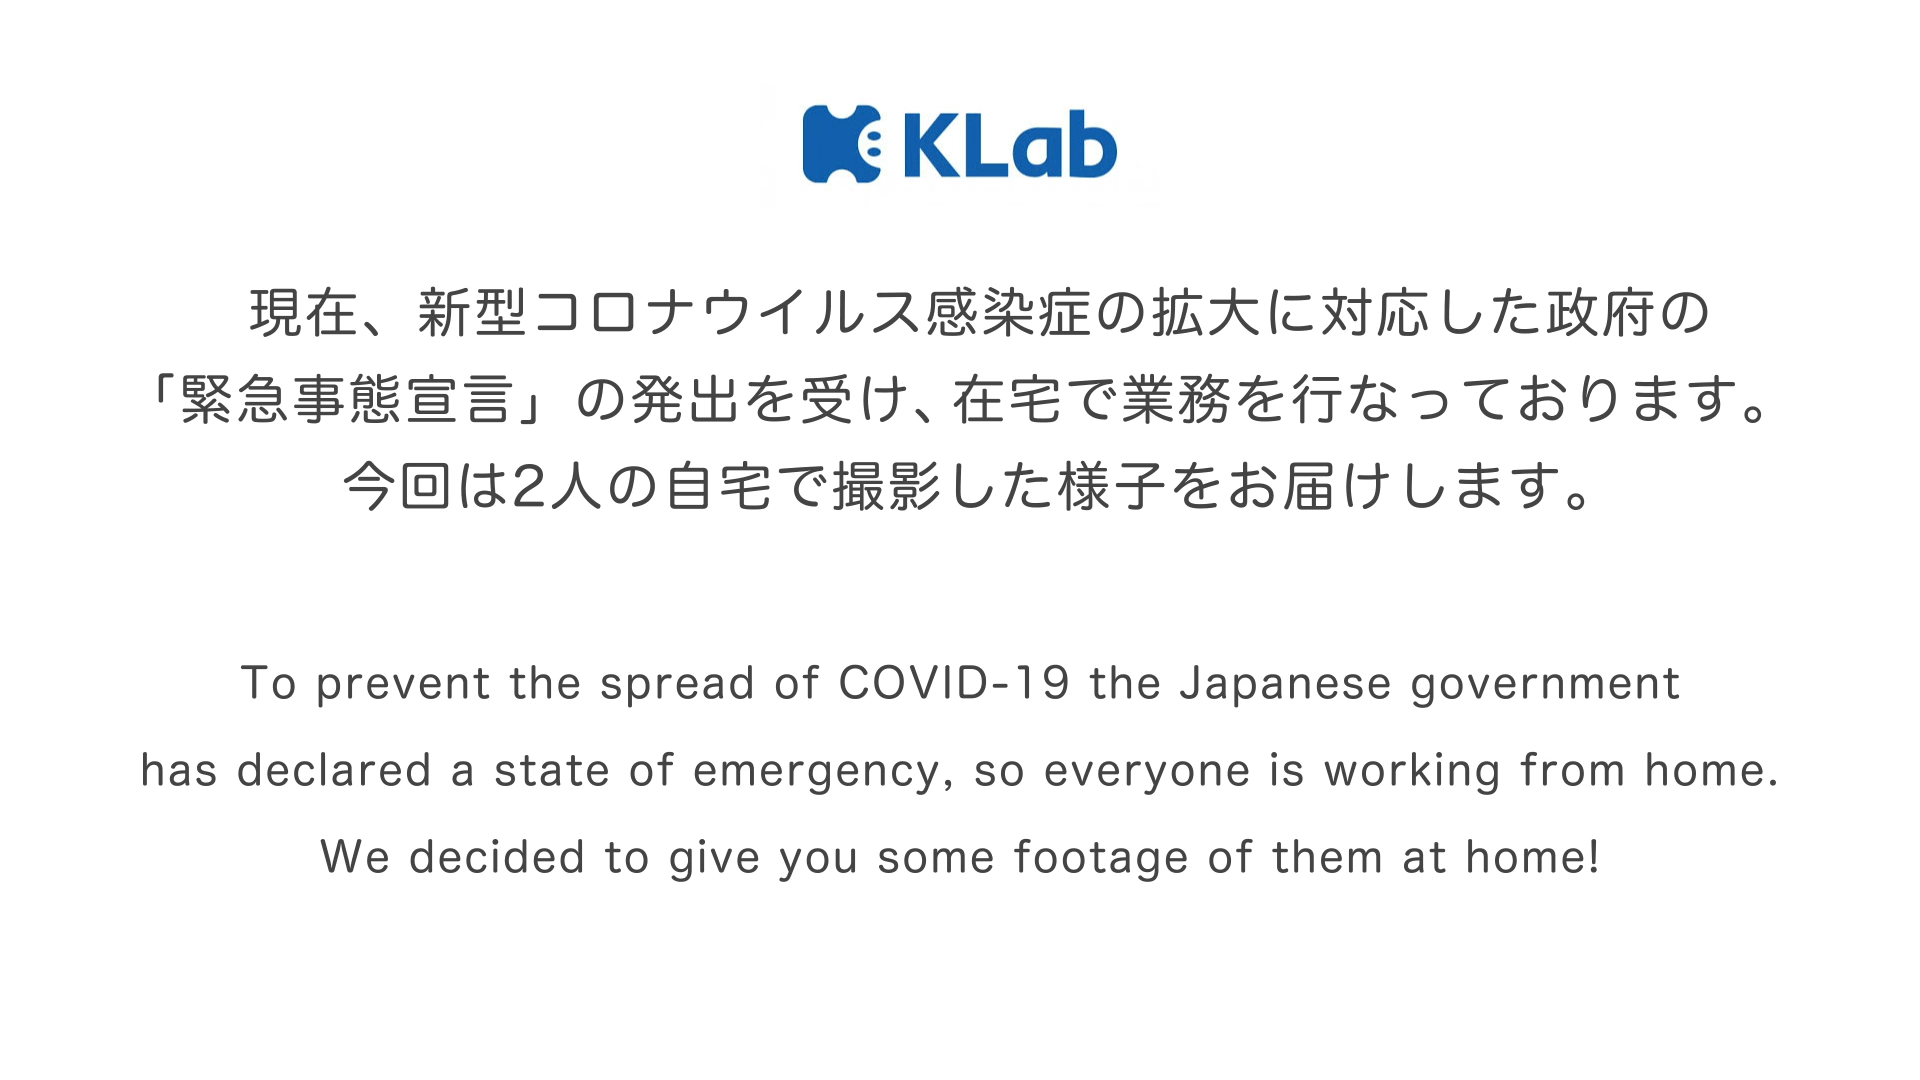 KLab
現在、新型コロナウイルス感染症の拡大に対応した政府の
「緊急事態宣言」の発出を受け、在宅で業務を行なっております。
今回は2人の自宅で撮影した様子をお届けします。
To prevent the spread of COVID-19 the Japanese government
has declared a state of emergency, so everyone is working from home.
We decided to give you some footage of them at home!